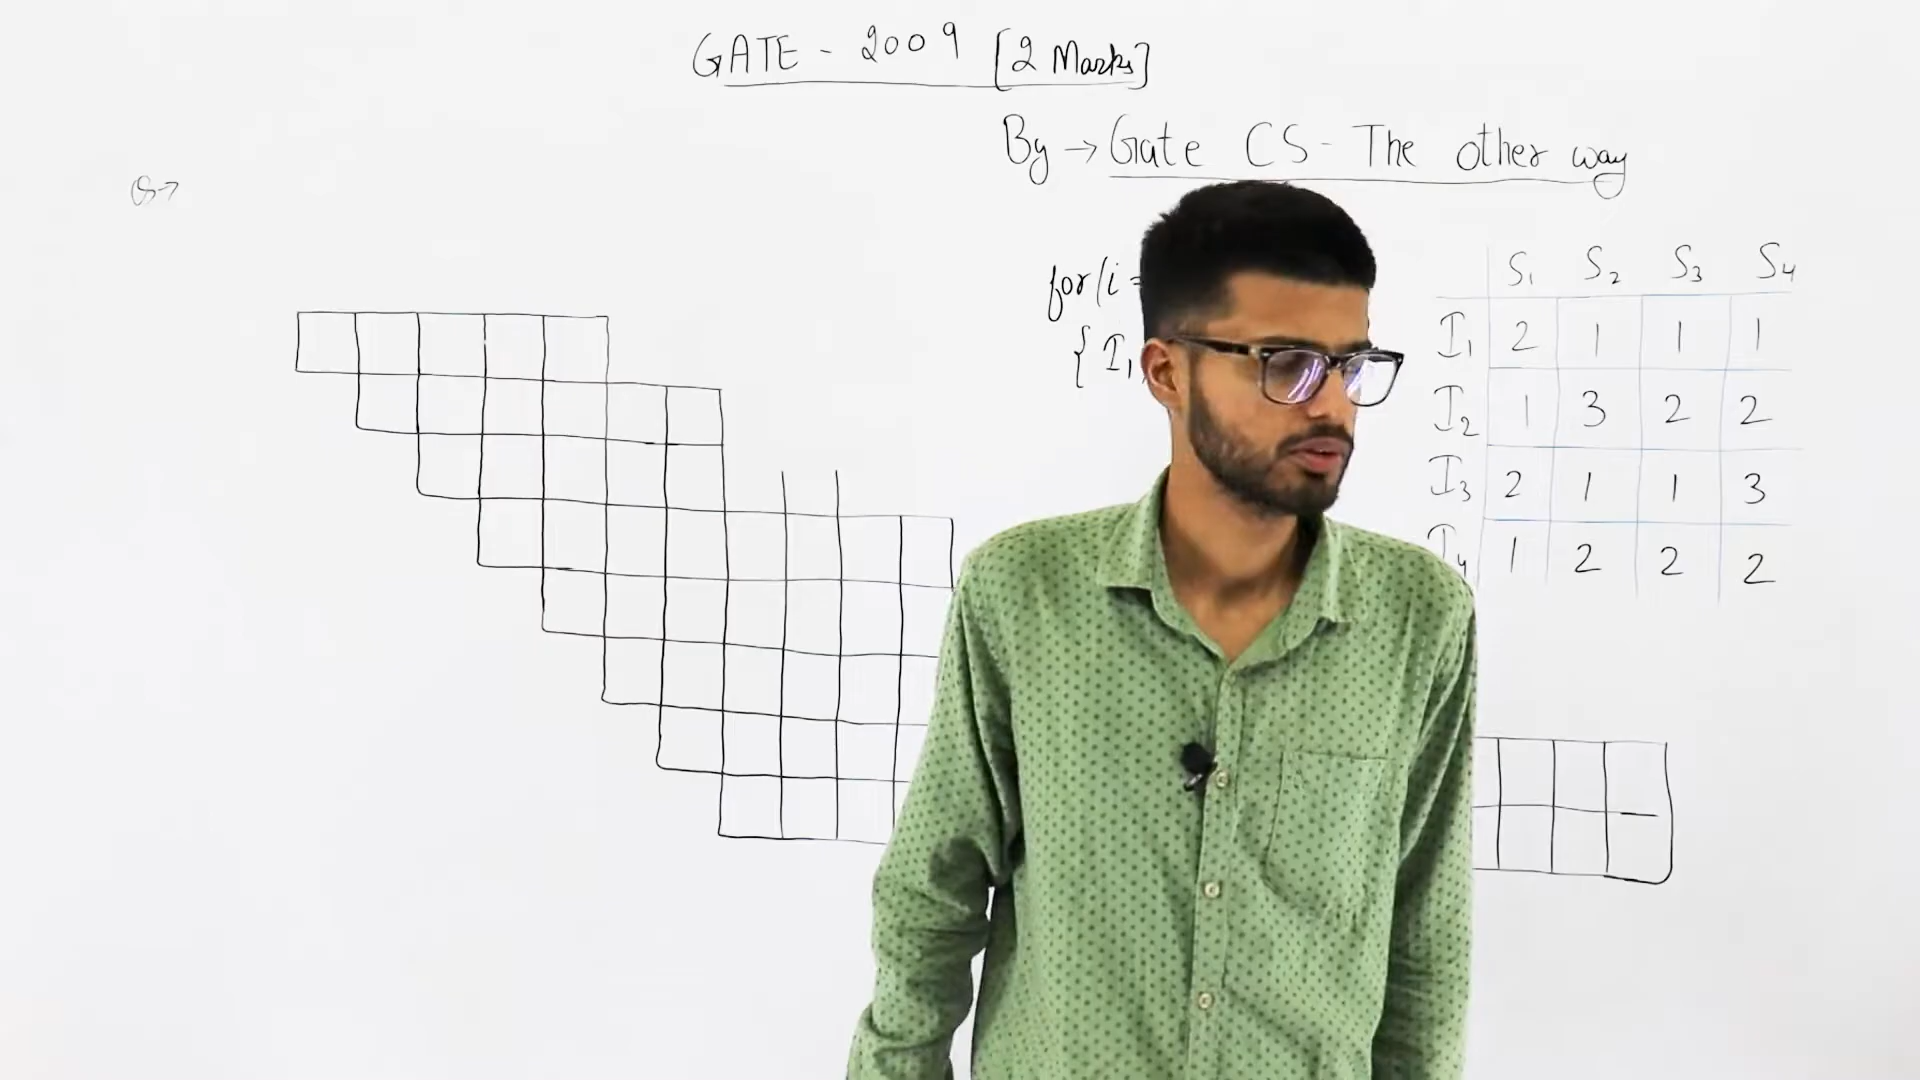 GATE - 2009 [2 Marks]
By → Gate CS - The other way
Q→
for(i =
{ I1,
S1 S2 S3 S4
I1 2 1 1 1
I2 1 3 2 2
I3 2 1 1 3
I4 1 2 2 2